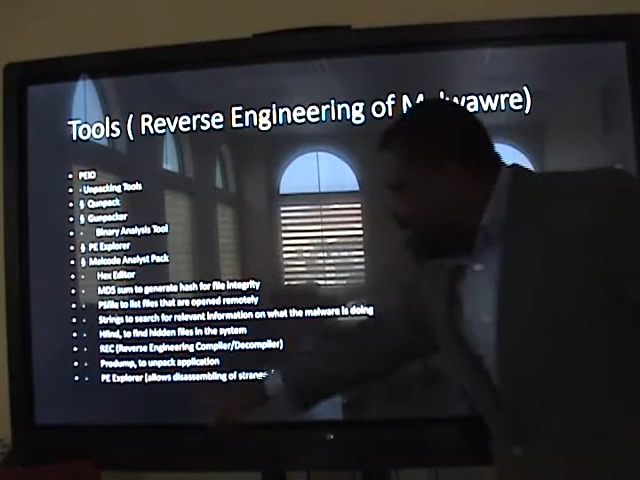 Tools ( Reverse Engineering of Malwawre)
• PEID
• · Unpacking Tools
• § Qunpack
• § Gunpacker
• · Binary Analysis Tool
• § PE Explorer
• § Malcode Analyst Pack
• · Hex Editor
• · MD5 sum to generate hash for file integrity
• · PSfile to list files that are opened remotely
• · Strings to search for relevant information on what the malware is doing
• · Hfind, to find hidden files in the system
• · REC (Reverse Engineering Compiler/Decompiler)
• · Procdump, to unpack application
• · PE Explorer (allows disassembling of strange